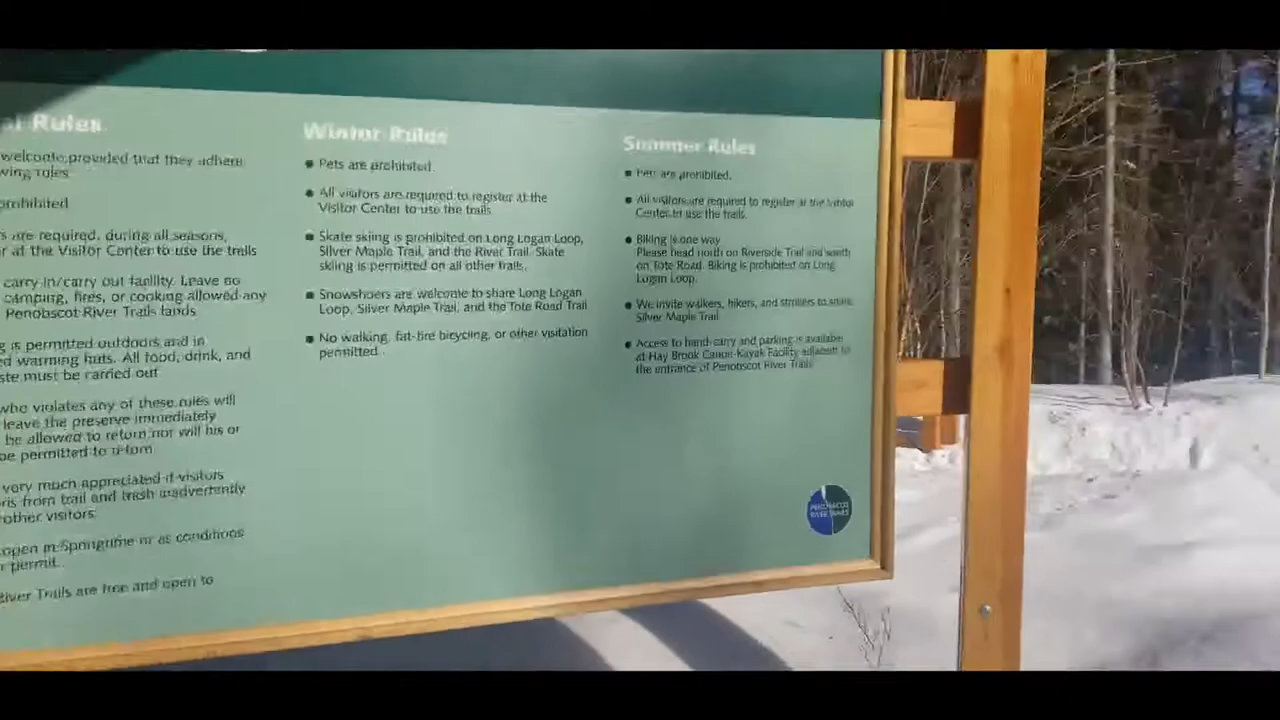 Rules
welcome provided that they adhere
wing rules.
prohibited
s are required, during all seasons,
r at the Visitor Center to use the trails
carry in/carry out facility. Leave no
camping, fires, or cooking allowed any
Penobscot River Trails lands
g is permitted outdoors and in
ed warming huts. All food, drink, and
ste must be carried out
who violates any of these rules will
leave the preserve immediately
be allowed to return nor will his or
be permitted to return
very much appreciated if visitors
ris from trail and trash inadvertently
other visitors.
open in Springtime or as conditions
permit.
River Trails are free and open to
Winter Rules
Pets are prohibited.
All visitors are required to register at the
Visitor Center to use the trails
Skate skiing is prohibited on Long Logan Loop,
Silver Maple Trail, and the River Trail. Skate
skiing is permitted on all other trails.
Snowshoers are welcome to share Long Logan
Loop, Silver Maple Trail, and the Tote Road Trail
No walking, fat-tire bicycling, or other visitation
permitted.
Summer Rules
Pets are prohibited.
All visitors are required to register at the Visitor
Center to use the trails.
Biking is one way
Please head north on Riverside Trail and south
on Tote Road. Biking is prohibited on Long
Logan Loop.
We invite walkers, hikers, and strollers to share
Silver Maple Trail
Access to hand-carry and parking is available
at Hay Brook Canoe-Kayak Facility adjacent to
the entrance of Penobscot River Trails
PENOBSCOT
RIVER TRAILS